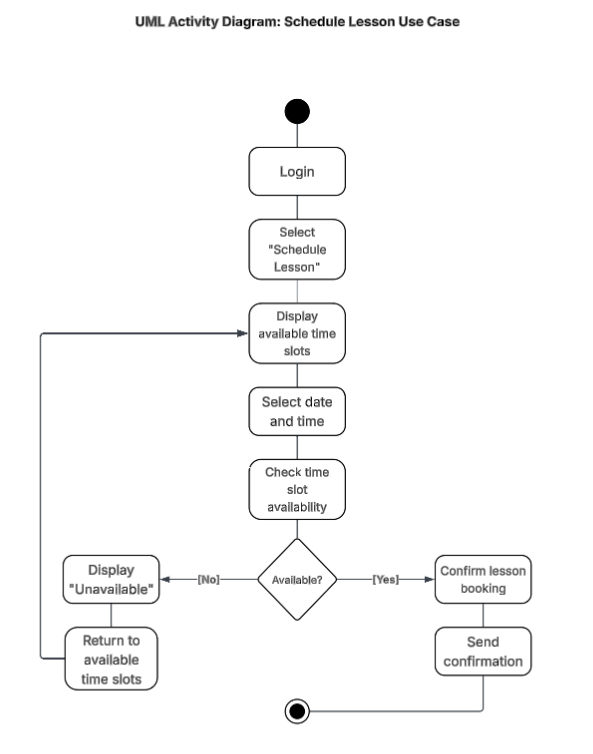 UML Activity Diagram: Schedule Lesson Use Case
Login
Select
"Schedule
Lesson"
Display
available time
slots
Select date
and time
Check time
slot
availability
Available?
[No]
[Yes]
Display
"Unavailable"
Return to
available
time slots
Confirm lesson
booking
Send
confirmation